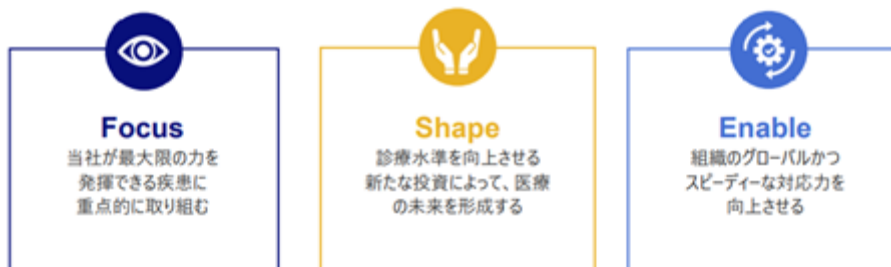 Focus
当社が最大限の力を
発揮できる疾患に
重点的に取り組む
Shape
診療水準を向上させる
新たな投資によって、医療
の未来を形成する
Enable
組織のグローバルかつ
スピーディーな対応力を
向上させる